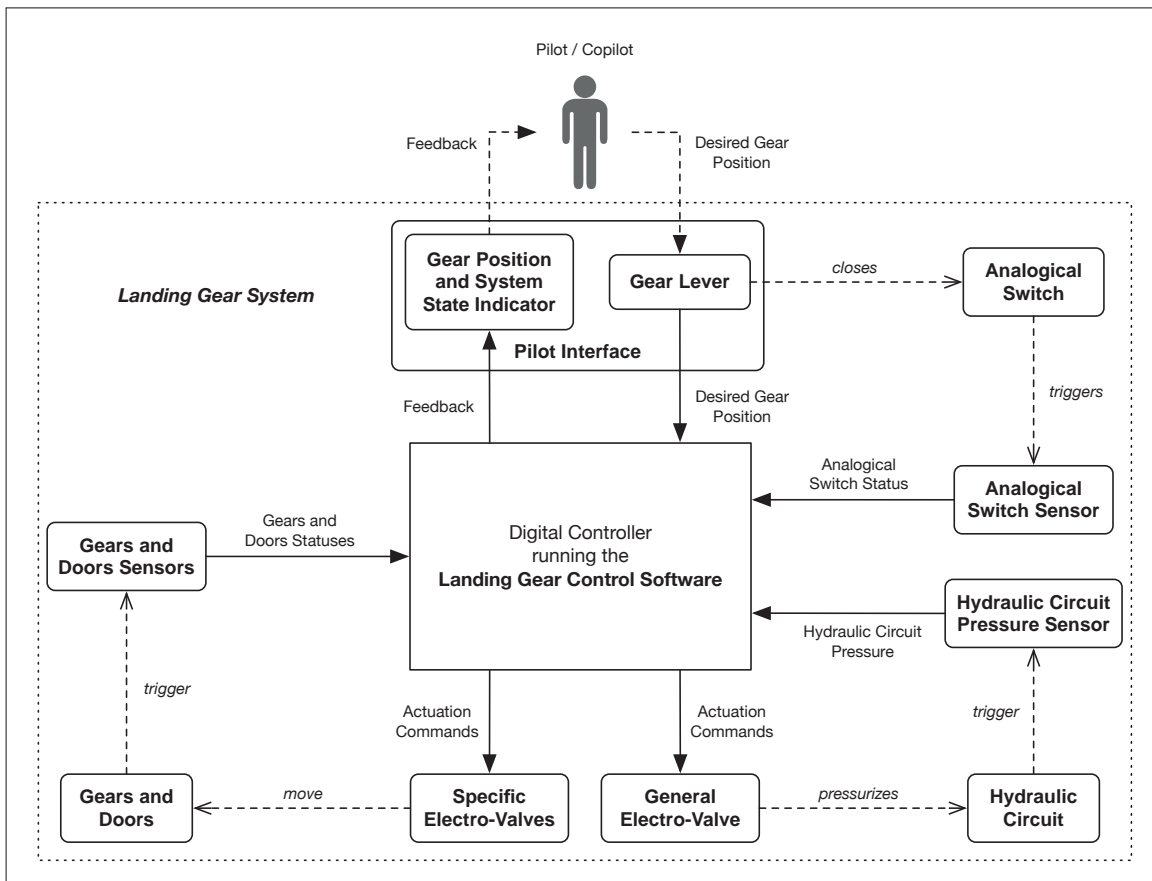 Pilot / Copilot
Feedback
Desired Gear
Position
Landing Gear System
Gear Position
and System
State Indicator
Gear Lever
Pilot Interface
closes
Analogical
Switch
triggers
Feedback
Desired Gear
Position
Analogical
Switch Status
Analogical
Switch Sensor
Gears and
Doors Sensors
Gears and
Doors Statuses
Digital Controller
running the
Landing Gear Control Software
Hydraulic Circuit
Pressure
Hydraulic Circuit
Pressure Sensor
trigger
Actuation
Commands
Actuation
Commands
trigger
Gears and
Doors
move
Specific
Electro-Valves
General
Electro-Valve
pressurizes
Hydraulic
Circuit